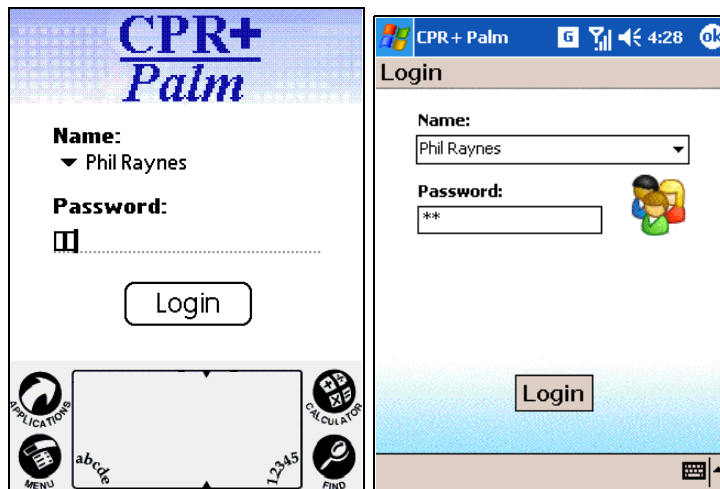 CPR+
Palm
Name:
Phil Raynes
Password:
Login
APPLICATIONS
MENU
abcde
12345
CALCULATOR
FIND
CPR+ Palm
G
4:28
ok
Login
Name:
Phil Raynes
Password:
**
Login